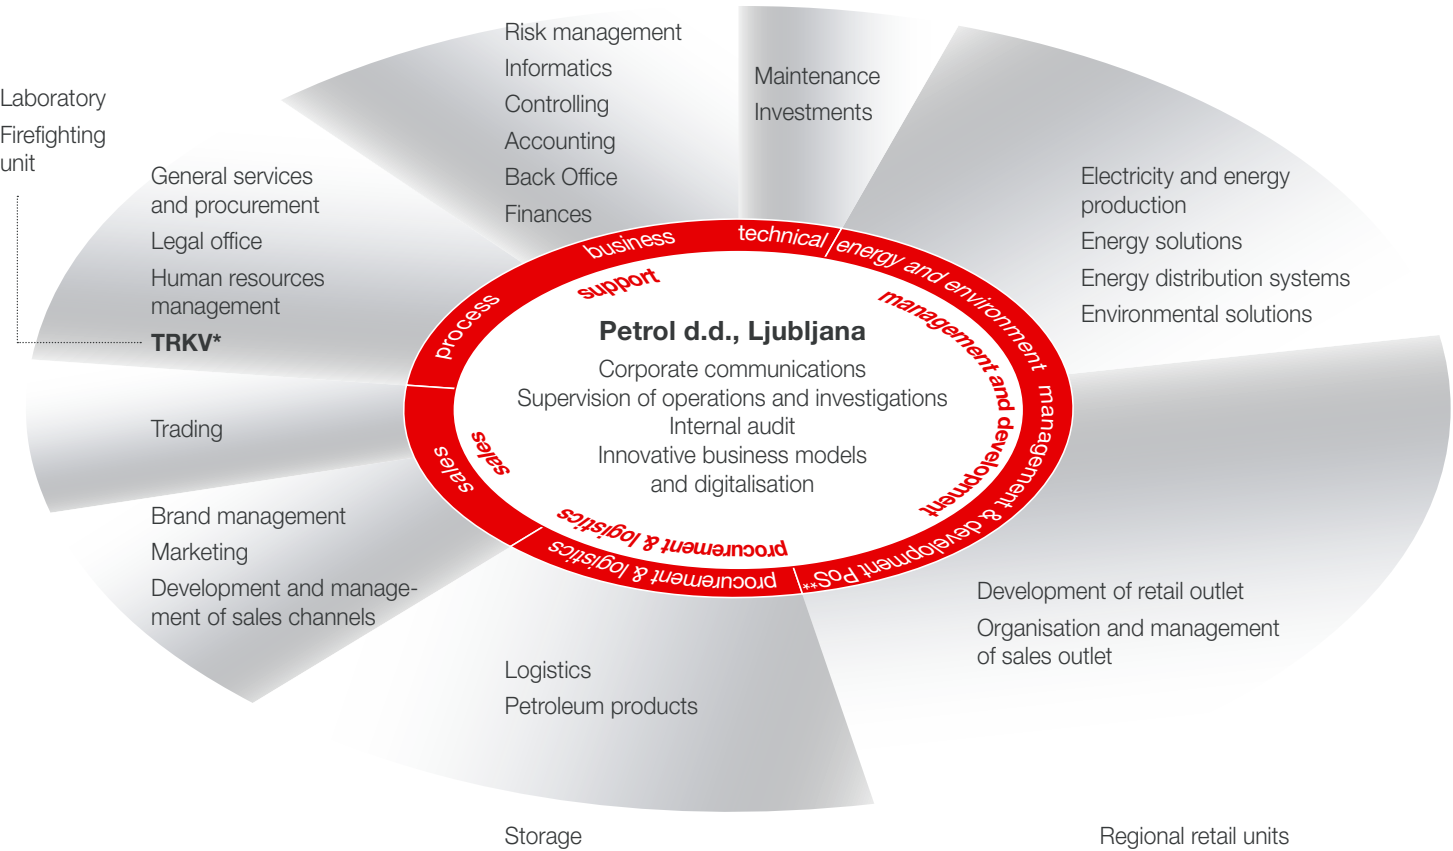 Risk management
Informatics
Controlling
Accounting
Back Office
Finances
Maintenance
Investments
Laboratory
Firefighting
unit
General services
and procurement
Legal office
Human resources
management
TRKV*
Electricity and energy
production
Energy solutions
Energy distribution systems
Environmental solutions
process
business
technical
energy and environment
management & development PoS**
procurement & logistics
sales
support
management and development
procurement & logistics
sales
Petrol d.d., Ljubljana
Corporate communications
Supervision of operations and investigations
Internal audit
Innovative business models
and digitalisation
Trading
Brand management
Marketing
Development and manage-
ment of sales channels
Development of retail outlet
Organisation and management
of sales outlet
Logistics
Petroleum products
Storage
Regional retail units